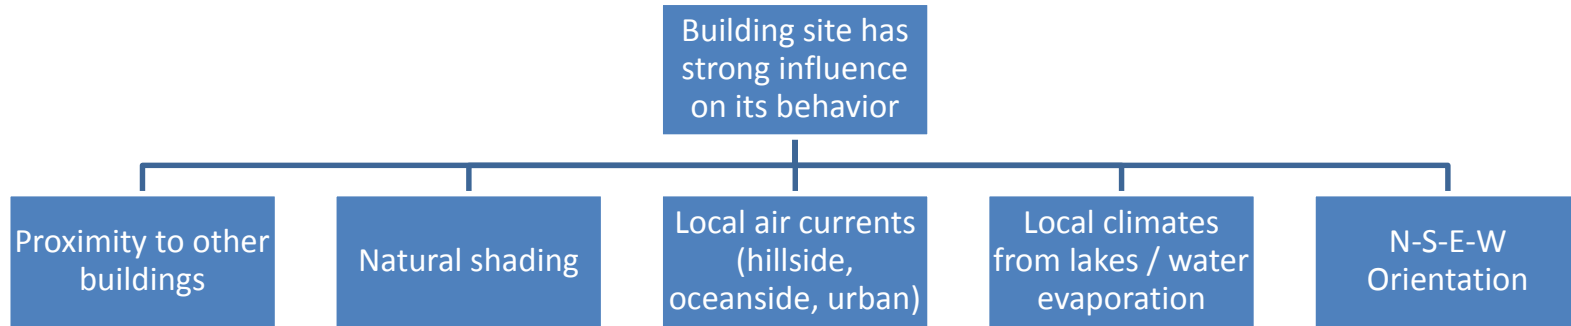 Building site has
strong influence
on its behavior
Proximity to other
buildings
Natural shading
Local air currents
(hillside,
oceanside, urban)
Local climates
from lakes / water
evaporation
N-S-E-W
Orientation